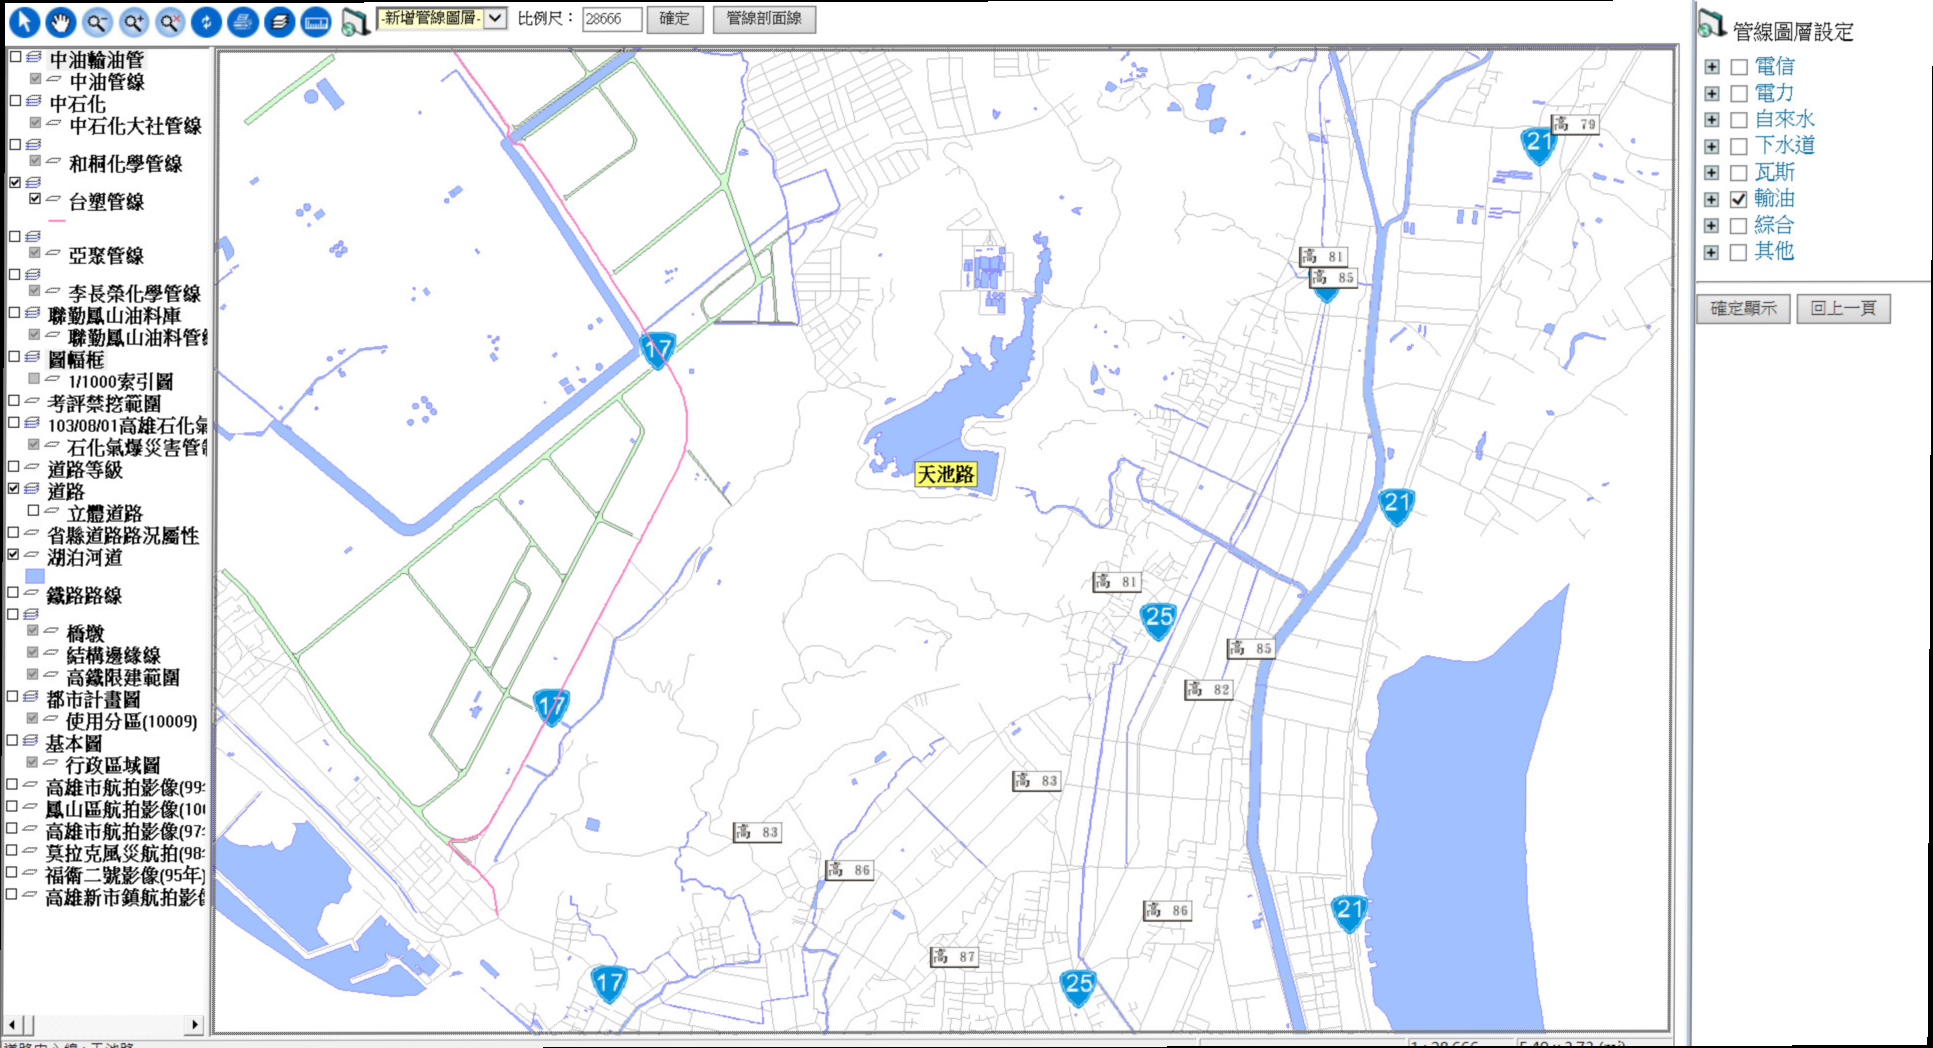 -新增管線圖層-
比例尺：
28666
確定
管線剖面線
中油輸油管
中油管線
中石化
中石化大社管線
和桐化學管線
台塑管線
亞聚管線
李長榮化學管線
聯勤鳳山油料庫
聯勤鳳山油料管
圖幅框
1/1000索引圖
考評禁挖範圍
103/08/01高雄石化氣
石化氣爆災害管
道路等級
道路
立體道路
省縣道路路況屬性
湖泊河道
鐵路路線
橋墩
結構邊緣線
高鐵限建範圍
都市計畫圖
使用分區(10009)
基本圖
行政區域圖
高雄市航拍影像(99
鳳山區航拍影像(10
高雄市航拍影像(97
莫拉克風災航拍(98
福衛二號影像(95年)
高雄新市鎮航拍影
高 79
21
高 81
高 85
17
天池路
21
高 81
25
高 85
高 82
17
高 83
高 83
高 86
高 86
21
高 87
17
25
管線圖層設定
電信
電力
自來水
下水道
瓦斯
輸油
綜合
其他
確定顯示
回上一頁